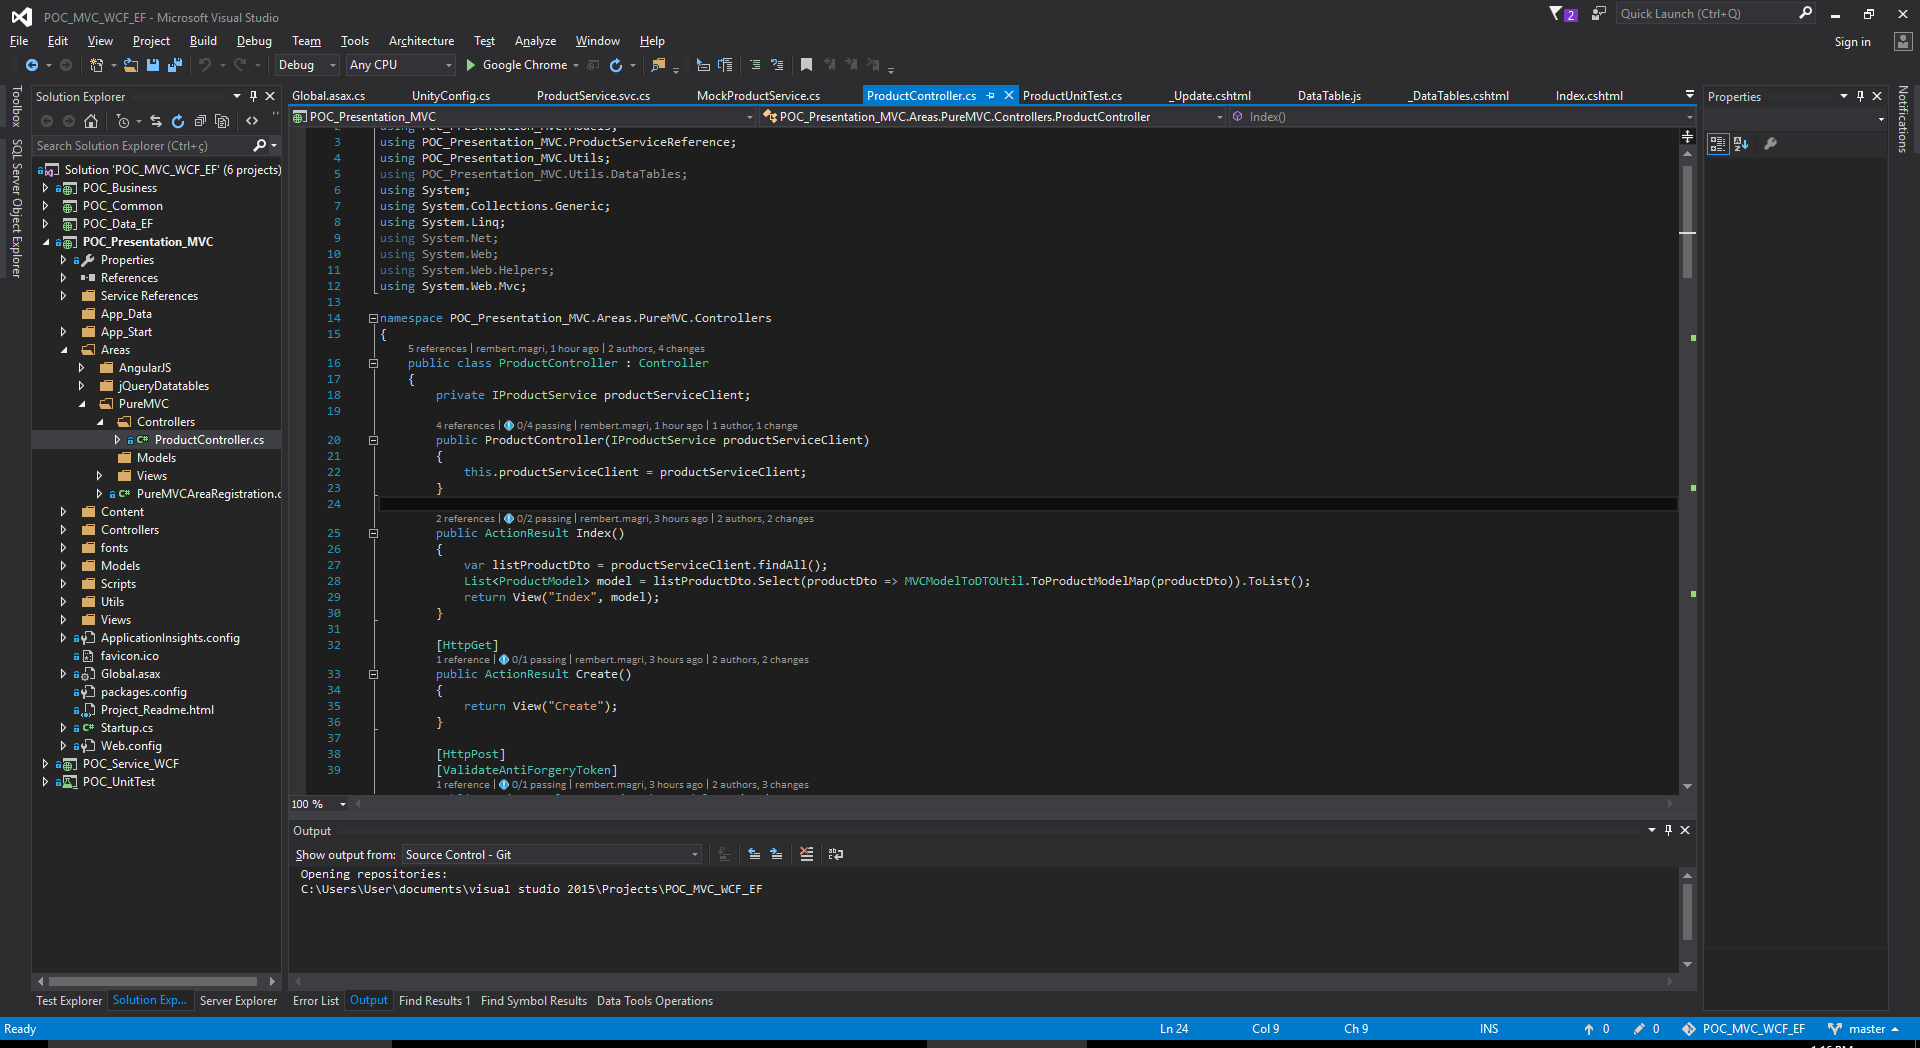 POC_MVC_WCF_EF - Microsoft Visual Studio
2
Quick Launch (Ctrl+Q)
File Edit View Project Build Debug Team Tools Architecture Test Analyze Window Help
Sign in
Debug Any CPU Google Chrome
Toolbox
SQL Server Object Explorer
Solution Explorer
Search Solution Explorer (Ctrl+ç)
Solution 'POC_MVC_WCF_EF' (6 projects)
POC_Business
POC_Common
POC_Data_EF
POC_Presentation_MVC
Properties
References
Service References
App_Data
App_Start
Areas
AngularJS
jQueryDatatables
PureMVC
Controllers
C# ProductController.cs
Models
Views
C# PureMVCAreaRegistration.c
Content
Controllers
fonts
Models
Scripts
Utils
Views
ApplicationInsights.config
favicon.ico
Global.asax
packages.config
Project_Readme.html
C# Startup.cs
Web.config
POC_Service_WCF
POC_UnitTest
Test Explorer Solution Exp... Server Explorer
Global.asax.cs UnityConfig.cs ProductService.svc.cs MockProductService.cs ProductController.cs ProductUnitTest.cs _Update.cshtml DataTable.js _DataTables.cshtml Index.cshtml
POC_Presentation_MVC POC_Presentation_MVC.Areas.PureMVC.Controllers.ProductController Index()
2 using POC_Presentation_MVC.Models;
3 using POC_Presentation_MVC.ProductServiceReference;
4 using POC_Presentation_MVC.Utils;
5 using POC_Presentation_MVC.Utils.DataTables;
6 using System;
7 using System.Collections.Generic;
8 using System.Linq;
9 using System.Net;
10 using System.Web;
11 using System.Web.Helpers;
12 using System.Web.Mvc;
13
14 namespace POC_Presentation_MVC.Areas.PureMVC.Controllers
15 {
5 references | rembert.magri, 1 hour ago | 2 authors, 4 changes
16 public class ProductController : Controller
17 {
18 private IProductService productServiceClient;
19
4 references | 0/4 passing | rembert.magri, 1 hour ago | 1 author, 1 change
20 public ProductController(IProductService productServiceClient)
21 {
22 this.productServiceClient = productServiceClient;
23 }
24
2 references | 0/2 passing | rembert.magri, 3 hours ago | 2 authors, 2 changes
25 public ActionResult Index()
26 {
27 var listProductDto = productServiceClient.findAll();
28 List<ProductModel> model = listProductDto.Select(productDto => MVCModelToDTOUtil.ToProductModelMap(productDto)).ToList();
29 return View("Index", model);
30 }
31
32 [HttpGet]
1 reference | 0/1 passing | rembert.magri, 3 hours ago | 2 authors, 2 changes
33 public ActionResult Create()
34 {
35 return View("Create");
36 }
37
38 [HttpPost]
39 [ValidateAntiForgeryToken]
1 reference | 0/1 passing | rembert.magri, 3 hours ago | 2 authors, 3 changes
100 %
Output
Show output from: Source Control - Git
Opening repositories:
C:\Users\User\documents\visual studio 2015\Projects\POC_MVC_WCF_EF
Error List Output Find Results 1 Find Symbol Results Data Tools Operations
Properties
Notifications
Ready Ln 24 Col 9 Ch 9 INS 0 0 POC_MVC_WCF_EF master